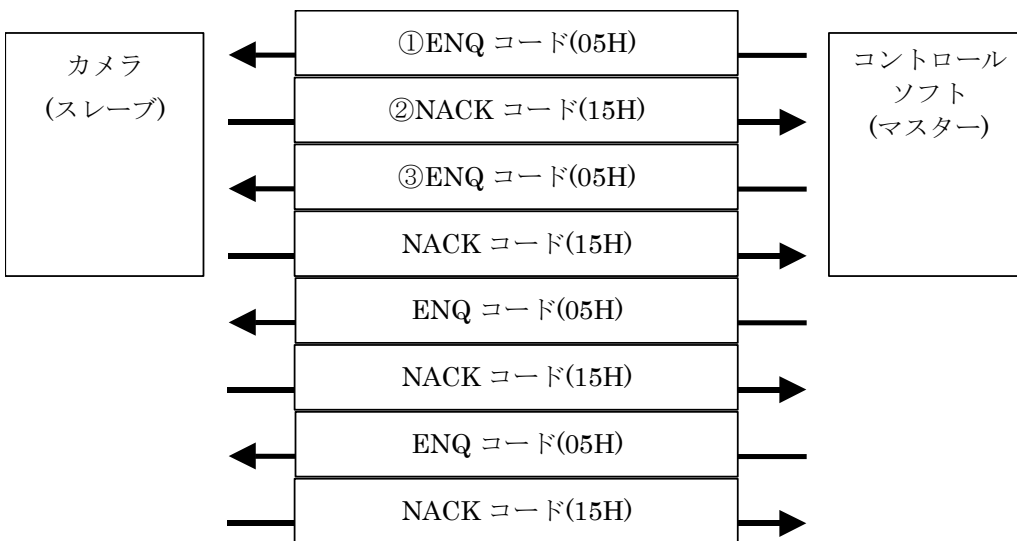 カメラ
(スレーブ)
①ENQ コード(05H)
②NACK コード(15H)
③ENQ コード(05H)
NACK コード(15H)
ENQ コード(05H)
NACK コード(15H)
ENQ コード(05H)
NACK コード(15H)
コントロール
ソフト
(マスター)